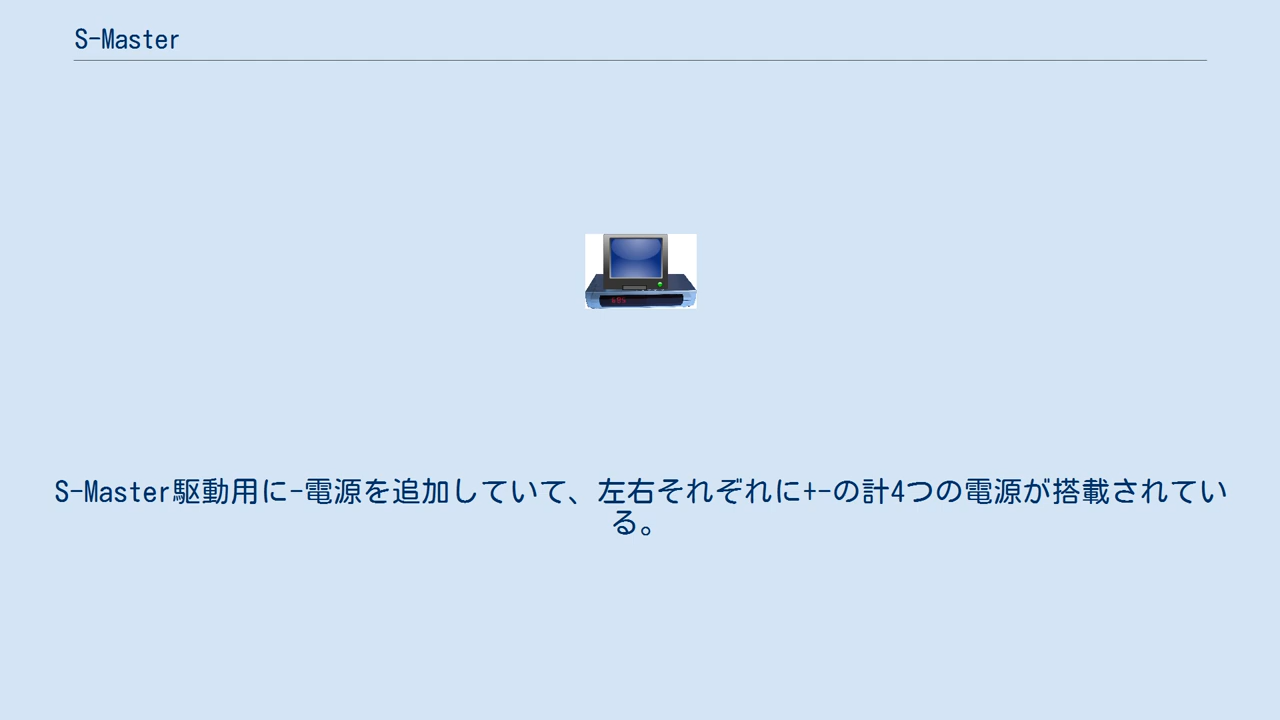 S-Master
S-Master駆動用に-電源を追加していて、左右それぞれに+-の計4つの電源が搭載されてい
る。